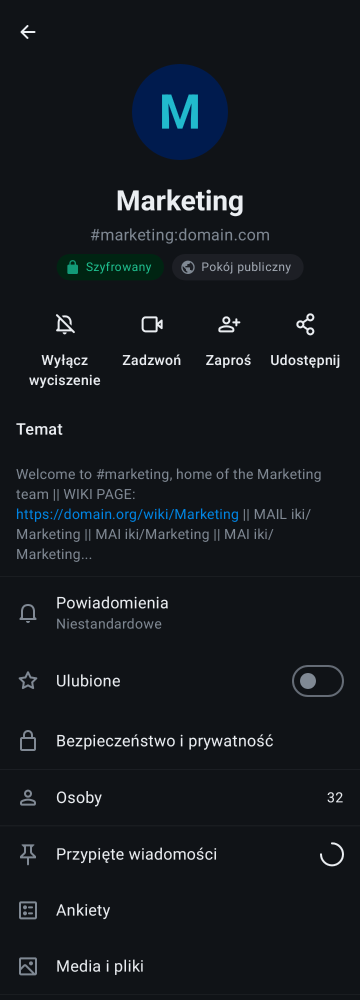 M
Marketing
#marketing:domain.com
Szyfrowany
Pokój publiczny
Wyłącz wyciszenie
Zadzwoń
Zaproś
Udostępnij
Temat
Welcome to #marketing, home of the Marketing
team || WIKI PAGE:
https://domain.org/wiki/Marketing || MAIL iki/
Marketing || MAI iki/Marketing || MAI iki/
Marketing...
Powiadomienia
Niestandardowe
Ulubione
Bezpieczeństwo i prywatność
Osoby
32
Przypięte wiadomości
Ankiety
Media i pliki